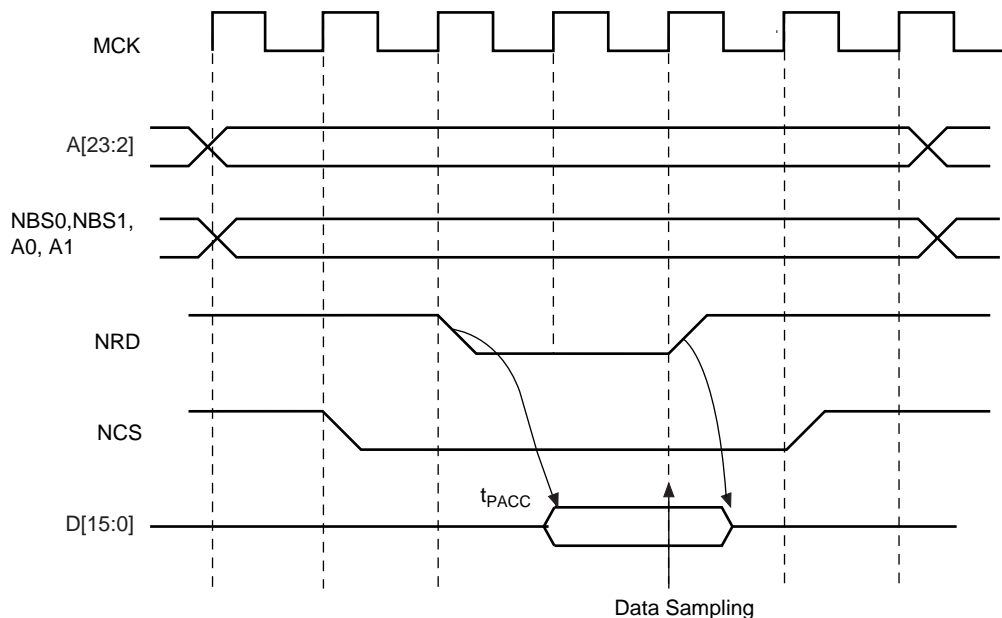 MCK
A[23:2]
NBS0,NBS1,
A0, A1
NRD
NCS
tPACC
D[15:0]
Data Sampling